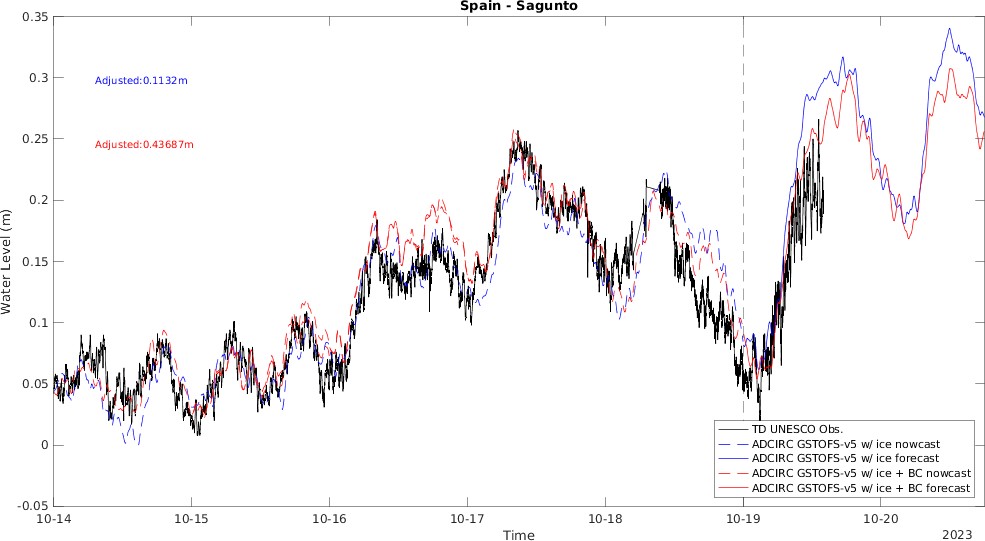 Spain - Sagunto
0.35
0.3
0.25
0.2
0.15
0.1
0.05
0
-0.05
Water Level (m)
Adjusted:0.1132m
Adjusted:0.43687m
TD UNESCO Obs.
ADCIRC GSTOFS-v5 w/ ice nowcast
ADCIRC GSTOFS-v5 w/ ice forecast
ADCIRC GSTOFS-v5 w/ ice + BC nowcast
ADCIRC GSTOFS-v5 w/ ice + BC forecast
10-14 10-15 10-16 10-17 10-18 10-19 10-20
Time
2023